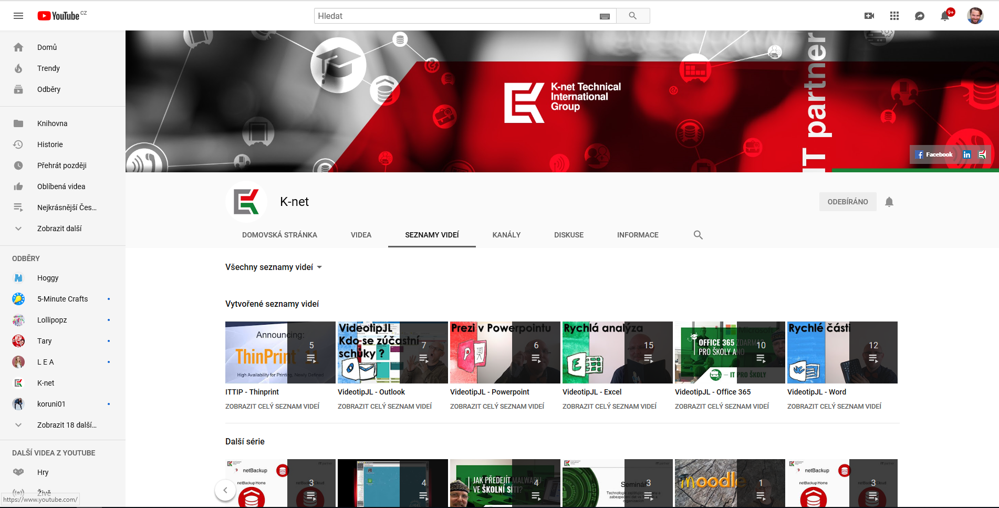 YouTube CZ
Hledat
9+
Domů
Trendy
Odběry
Knihovna
Historie
Přehrát později
Oblíbená videa
Nejkrásnější Čes...
Zobrazit další
ODBĚRY
Hoggy
5-Minute Crafts
Lollipopz
Tary
L E A
K-net
koruni01
Zobrazit 18 další...
DALŠÍ VIDEA Z YOUTUBE
Hry
Živě
https://www.youtube.com/
K-net Technical
International
Group
IT partner
Facebook
in
K-net
ODEBÍRÁNO
DOMOVSKÁ STRÁNKA
VIDEA
SEZNAMY VIDEÍ
KANÁLY
DISKUSE
INFORMACE
Všechny seznamy videí
Vytvořené seznamy videí
Announcing:
ThinPrint 11
High Availability for Printing. Newly Defined
5
ITTIP - Thinprint
ZOBRAZIT CELÝ SEZNAM VIDEÍ
VideotipJL
Kdo se zúčastní
schůky ?
7
VideotipJL - Outlook
ZOBRAZIT CELÝ SEZNAM VIDEÍ
Prezi v Powerpointu
6
VideotipJL - Powerpoint
ZOBRAZIT CELÝ SEZNAM VIDEÍ
Rychlá analýza
15
VideotipJL - Excel
ZOBRAZIT CELÝ SEZNAM VIDEÍ
Microsoft
OFFICE 365 ZDARMA?
PRO ŠKOLY ANO
IT PRO ŠKOLY
10
VideotipJL - Office 365
ZOBRAZIT CELÝ SEZNAM VIDEÍ
Rychlé části
12
VideotipJL - Word
ZOBRAZIT CELÝ SEZNAM VIDEÍ
Další série
netBackup
netBackup Home
netBackup Cloud
3
4
JAK PŘEDEJÍT MALWARU
VE ŠKOLNÍ SÍTI?
4
Seminář
3
moodle
1
netBackup
netBackup Home
3